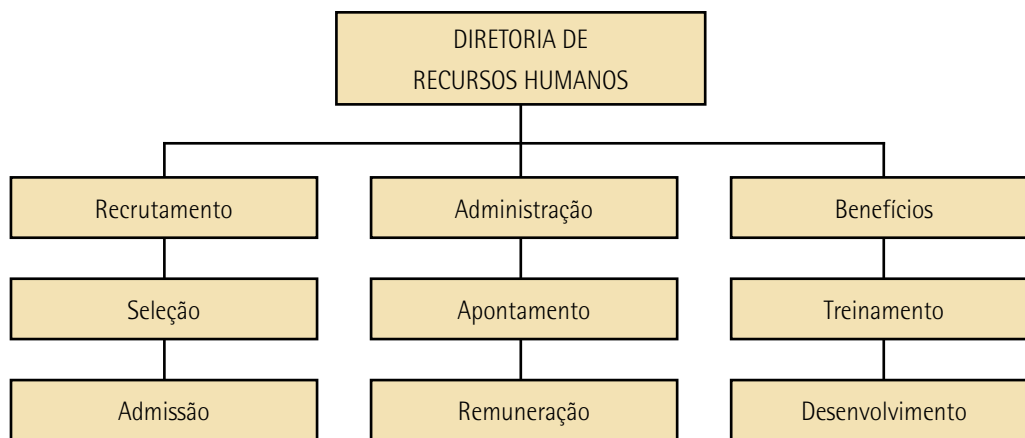 DIRETORIA DE
RECURSOS HUMANOS
Recrutamento
Administração
Benefícios
Seleção
Apontamento
Treinamento
Admissão
Remuneração
Desenvolvimento